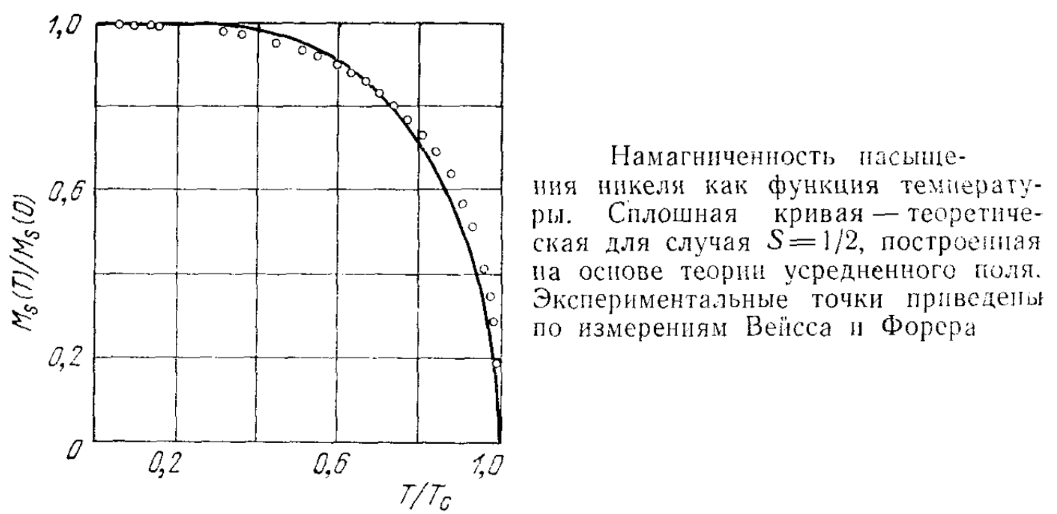 1,0
0,6
0,2
0
M_S(T)/M_S(0)
0,2
0,6
1,0
T/T_C
Намагниченность насыще-
ния никеля как функция температу-
ры. Сплошная кривая — теоретиче-
ская для случая S=1/2, построенная
на основе теории усредненного поля.
Экспериментальные точки приведены
по измерениям Вейсса и Форера